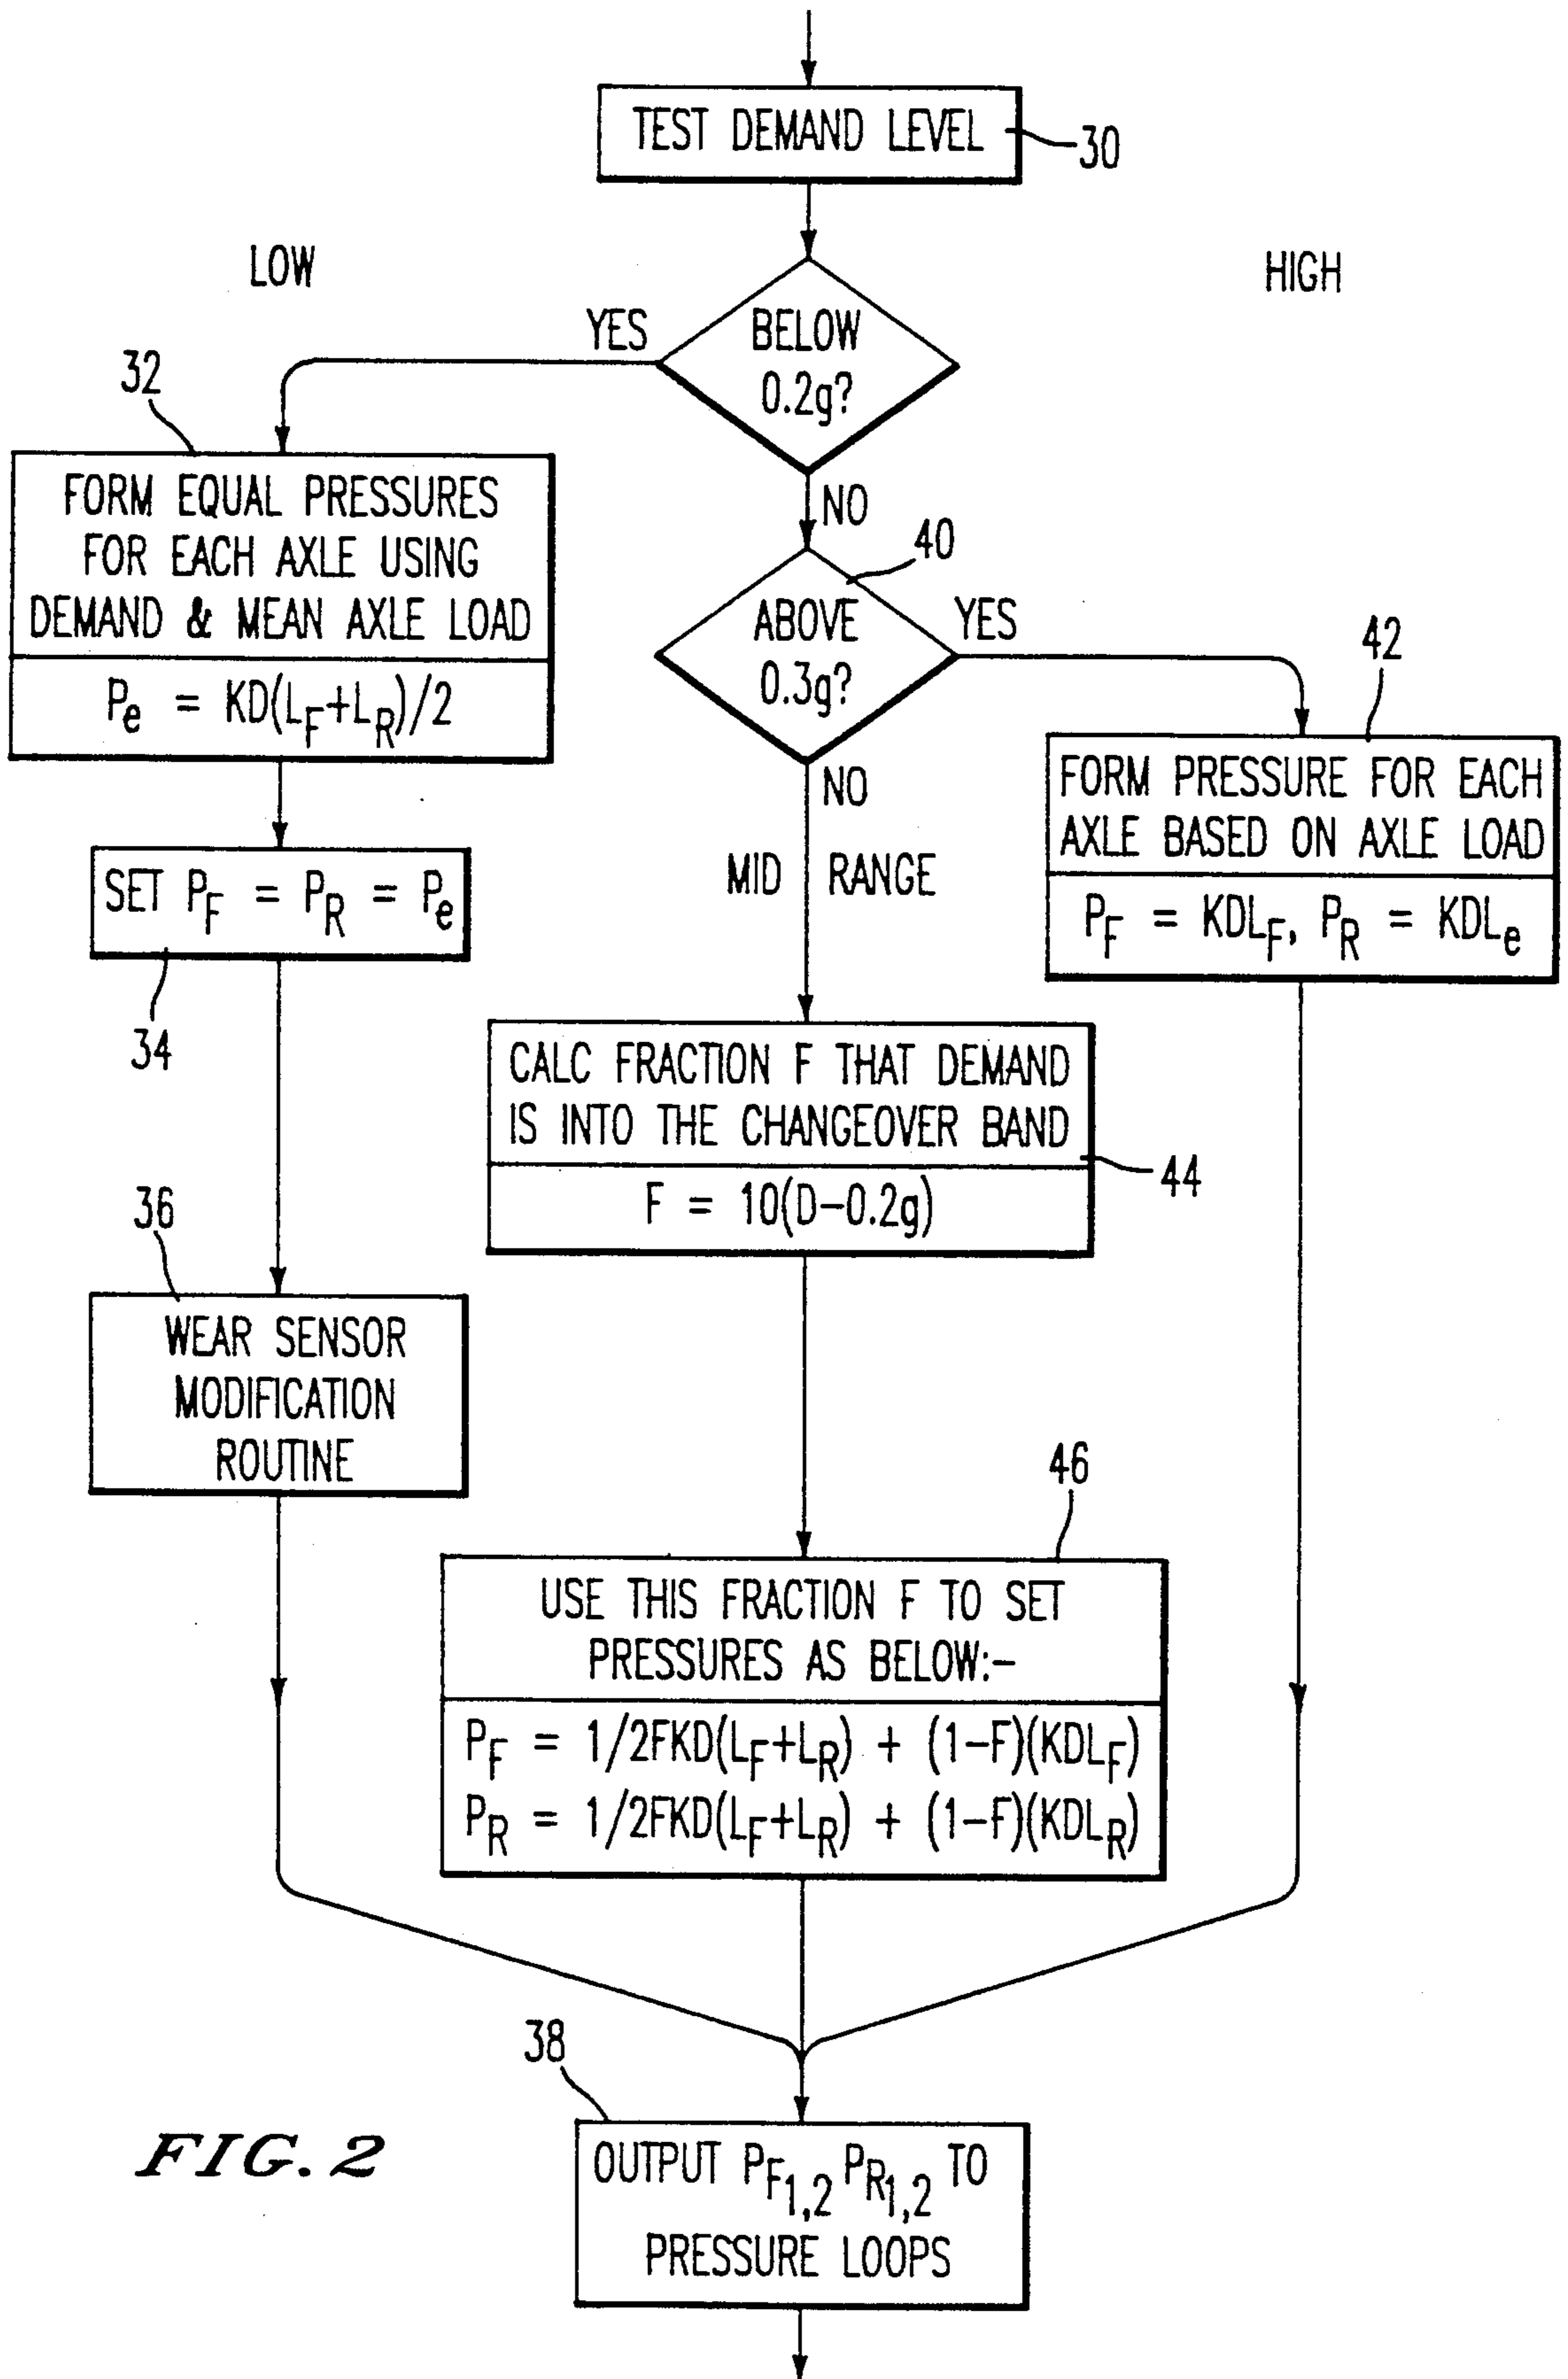 TEST DEMAND LEVEL
30
LOW
HIGH
YES
BELOW
0.2g?
NO
32
FORM EQUAL PRESSURES
FOR EACH AXLE USING
DEMAND & MEAN AXLE LOAD
Pe = KD(LF+LR)/2
40
ABOVE
0.3g?
YES
NO
42
FORM PRESSURE FOR EACH
AXLE BASED ON AXLE LOAD
PF = KDLF, PR = KDLe
SET PF = PR = Pe
34
MID RANGE
CALC FRACTION F THAT DEMAND
IS INTO THE CHANGEOVER BAND
F = 10(D-0.2g)
44
36
WEAR SENSOR
MODIFICATION
ROUTINE
46
USE THIS FRACTION F TO SET
PRESSURES AS BELOW:-
PF = 1/2FKD(LF+LR) + (1-F)(KDLF)
PR = 1/2FKD(LF+LR) + (1-F)(KDLR)
38
OUTPUT PF1,2 PR1,2 TO
PRESSURE LOOPS
FIG. 2